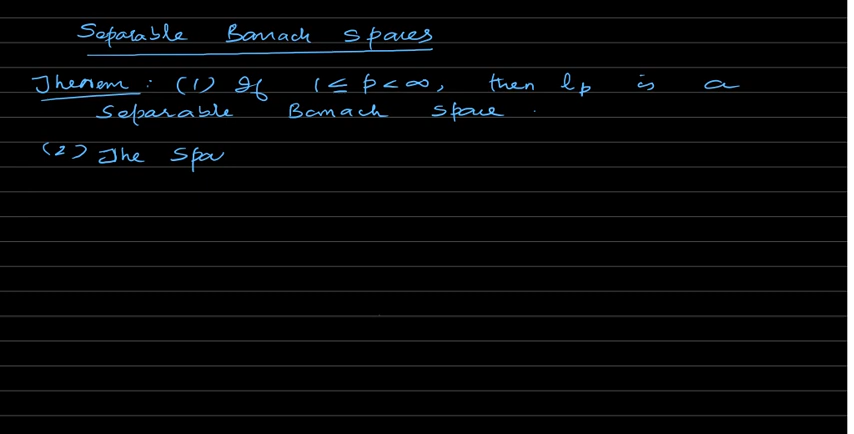 Separable Banach spaces
Theorem : (1) If 1 ≤ p < ∞, then lp is a
Separable Banach space .
(2) The Spa